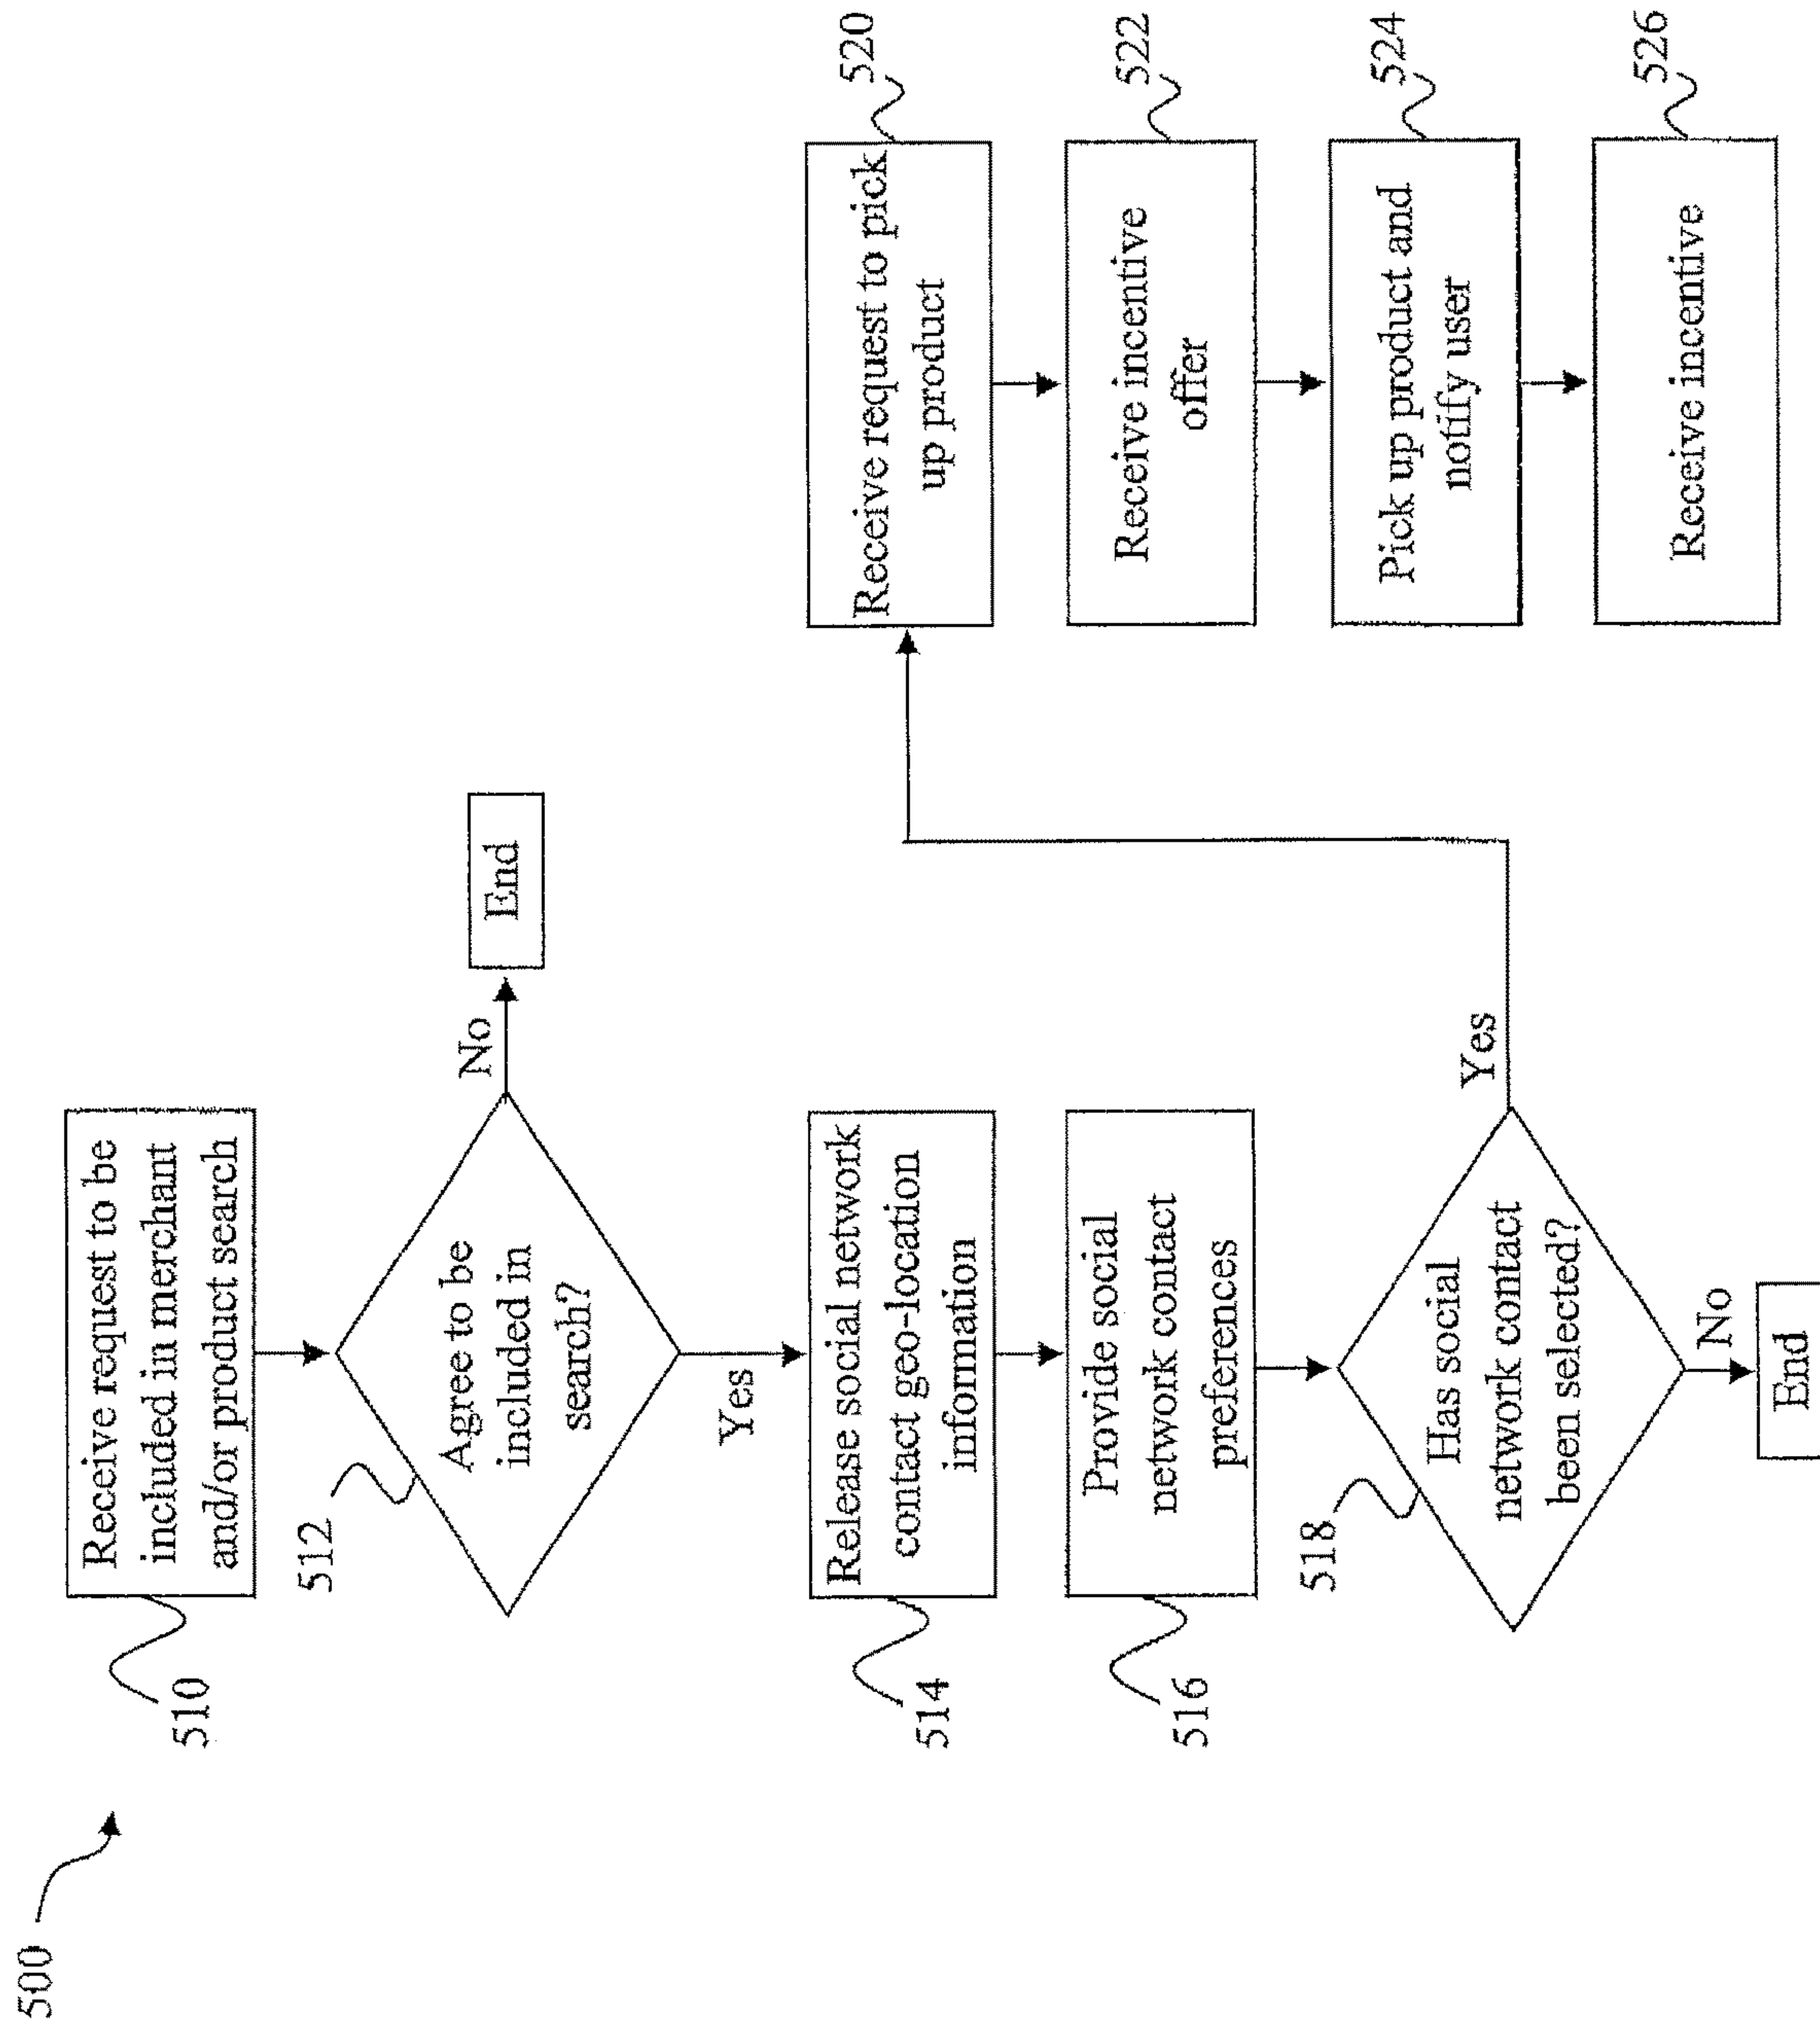 500
510
Receive request to be
included in merchant
and/or product search
512
Agree to be
included in
search?
No
End
Yes
514
Release social network
contact geo-location
information
516
Provide social
network contact
preferences
518
Has social
network contact
been selected?
No
End
Yes
Receive request to pick
up product
520
Receive incentive
offer
522
Pick up product and
notify user
524
Receive incentive
526